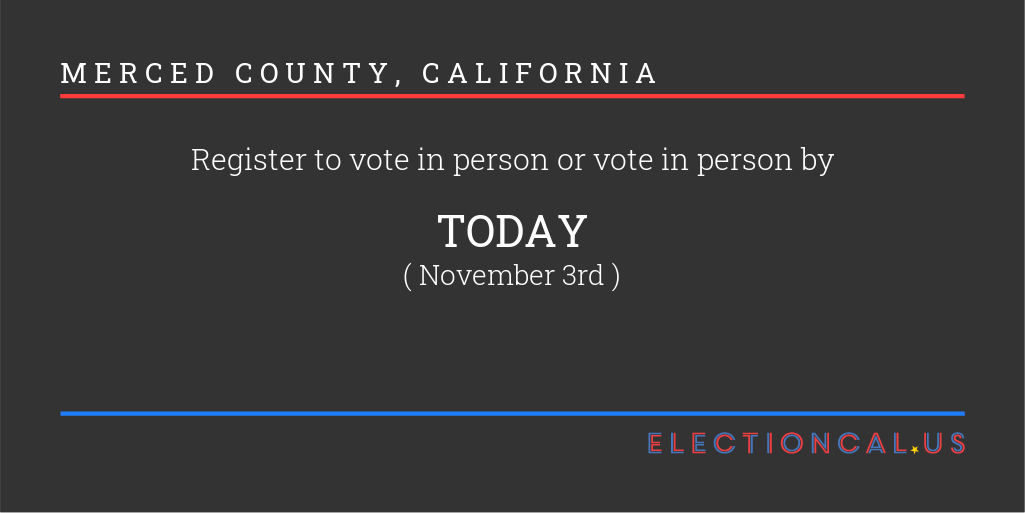 MERCED COUNTY, CALIFORNIA
Register to vote in person or vote in person by
TODAY
( November 3rd )
ELECTIONCAL.US